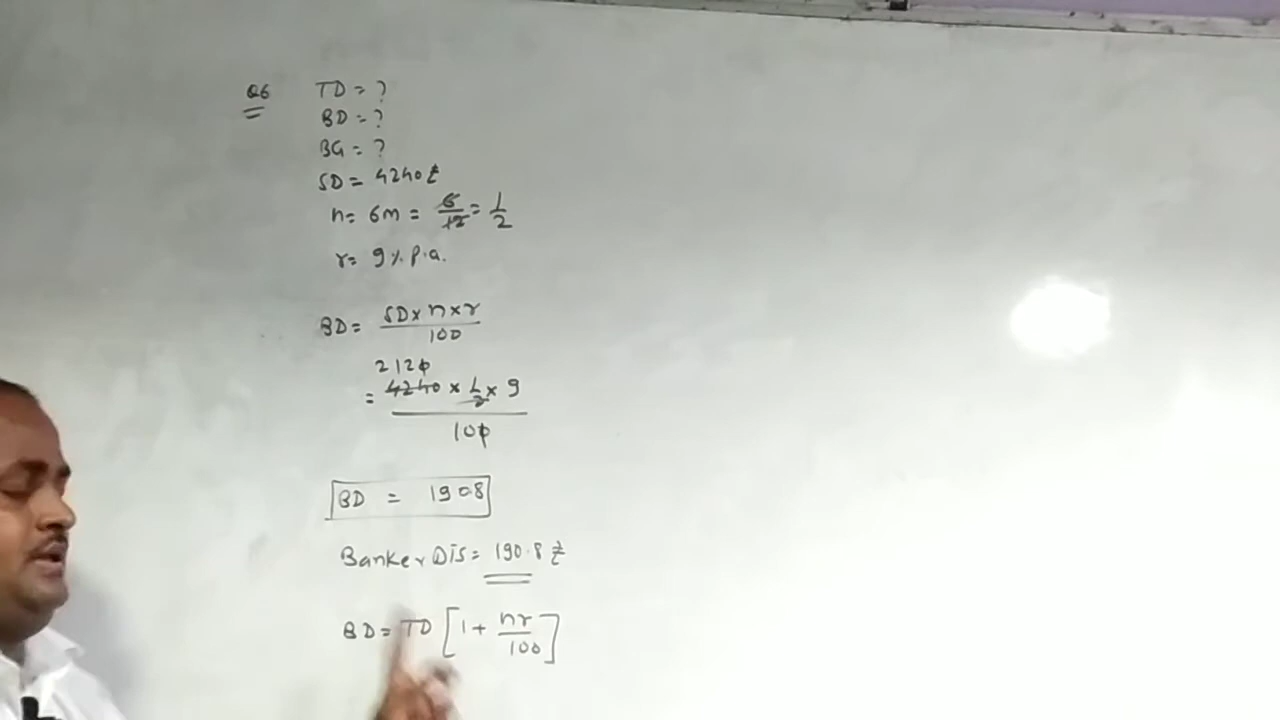 Q6 TD = ?
BD = ?
BG = ?
SD = 4240 ₹
n = 6m = 6/12 = 1/2
r = 9 % p.a.
BD = SD × n × r / 100
2120
= 4240 × 1/2 × 9 / 100
BD = 1908
Banker Dis = 190.8 ₹
BD = TD [1 + nr/100]